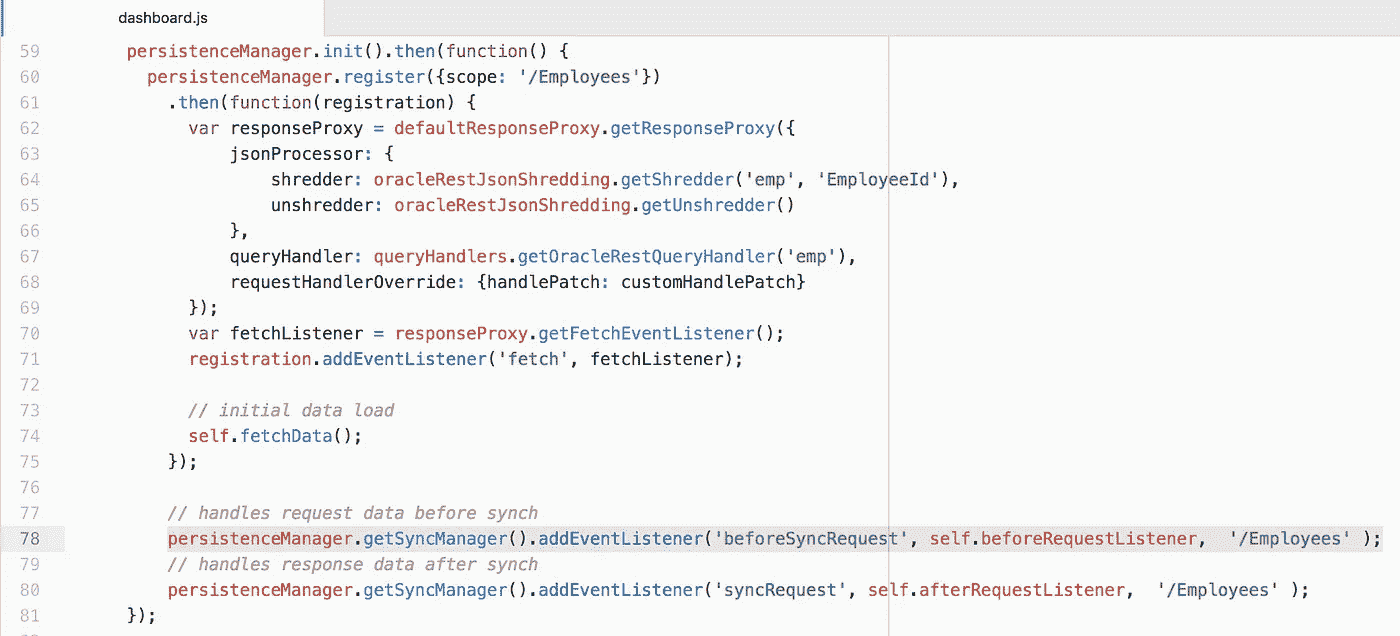 dashboard.js
59 persistenceManager.init().then(function() {
60 persistenceManager.register({scope: '/Employees'})
61 .then(function(registration) {
62 var responseProxy = defaultResponseProxy.getResponseProxy({
63 jsonProcessor: {
64 shredder: oracleRestJsonShredding.getShredder('emp', 'EmployeeId'),
65 unshredder: oracleRestJsonShredding.getUnshredder()
66 },
67 queryHandler: queryHandlers.getOracleRestQueryHandler('emp'),
68 requestHandlerOverride: {handlePatch: customHandlePatch}
69 });
70 var fetchListener = responseProxy.getFetchEventListener();
71 registration.addEventListener('fetch', fetchListener);
72
73 // initial data load
74 self.fetchData();
75 });
76
77 // handles request data before synch
78 persistenceManager.getSyncManager().addEventListener('beforeSyncRequest', self.beforeRequestListener,  '/Employees' );
79 // handles response data after synch
80 persistenceManager.getSyncManager().addEventListener('syncRequest', self.afterRequestListener,  '/Employees' );
81 });